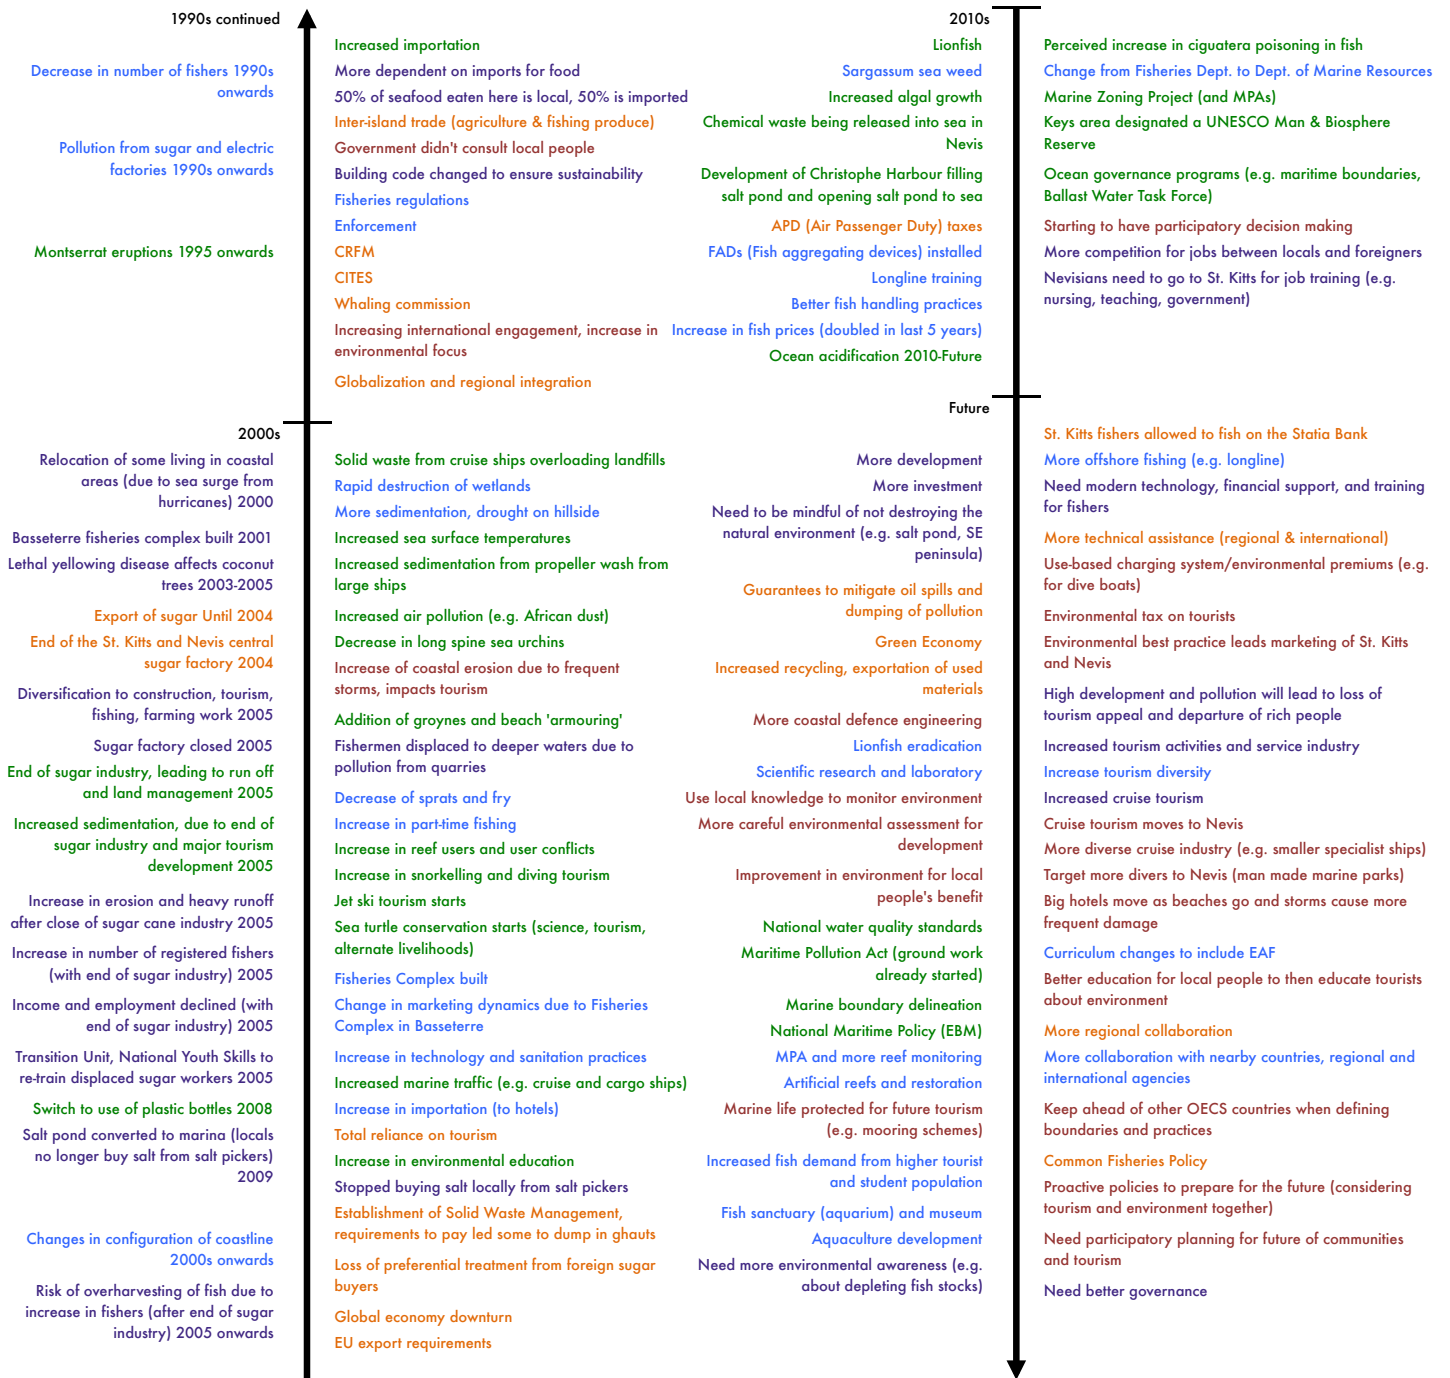 1990s continued
Decrease in number of fishers 1990s
onwards
Pollution from sugar and electric
factories 1990s onwards
Montserrat eruptions 1995 onwards
Increased importation
More dependent on imports for food
50% of seafood eaten here is local, 50% is imported
Inter-island trade (agriculture & fishing produce)
Government didn't consult local people
Building code changed to ensure sustainability
Fisheries regulations
Enforcement
CRFM
CITES
Whaling commission
Increasing international engagement, increase in
environmental focus
Globalization and regional integration
2000s
Relocation of some living in coastal
areas (due to sea surge from
hurricanes) 2000
Basseterre fisheries complex built 2001
Lethal yellowing disease affects coconut
trees 2003-2005
Export of sugar Until 2004
End of the St. Kitts and Nevis central
sugar factory 2004
Diversification to construction, tourism,
fishing, farming work 2005
Sugar factory closed 2005
End of sugar industry, leading to run off
and land management 2005
Increased sedimentation, due to end of
sugar industry and major tourism
development 2005
Increase in erosion and heavy runoff
after close of sugar cane industry 2005
Increase in number of registered fishers
(with end of sugar industry) 2005
Income and employment declined (with
end of sugar industry) 2005
Transition Unit, National Youth Skills to
re-train displaced sugar workers 2005
Switch to use of plastic bottles 2008
Salt pond converted to marina (locals
no longer buy salt from salt pickers)
2009
Changes in configuration of coastline
2000s onwards
Risk of overharvesting of fish due to
increase in fishers (after end of sugar
industry) 2005 onwards
Solid waste from cruise ships overloading landfills
Rapid destruction of wetlands
More sedimentation, drought on hillside
Increased sea surface temperatures
Increased sedimentation from propeller wash from
large ships
Increased air pollution (e.g. African dust)
Decrease in long spine sea urchins
Increase of coastal erosion due to frequent
storms, impacts tourism
Addition of groynes and beach 'armouring'
Fishermen displaced to deeper waters due to
pollution from quarries
Decrease of sprats and fry
Increase in part-time fishing
Increase in reef users and user conflicts
Increase in snorkelling and diving tourism
Jet ski tourism starts
Sea turtle conservation starts (science, tourism,
alternate livelihoods)
Fisheries Complex built
Change in marketing dynamics due to Fisheries
Complex in Basseterre
Increase in technology and sanitation practices
Increased marine traffic (e.g. cruise and cargo ships)
Increase in importation (to hotels)
Total reliance on tourism
Increase in environmental education
Stopped buying salt locally from salt pickers
Establishment of Solid Waste Management,
requirements to pay led some to dump in ghauts
Loss of preferential treatment from foreign sugar
buyers
Global economy downturn
EU export requirements
2010s
Lionfish
Sargassum sea weed
Increased algal growth
Chemical waste being released into sea in
Nevis
Development of Christophe Harbour filling
salt pond and opening salt pond to sea
APD (Air Passenger Duty) taxes
FADs (Fish aggregating devices) installed
Longline training
Better fish handling practices
Increase in fish prices (doubled in last 5 years)
Ocean acidification 2010-Future
Perceived increase in ciguatera poisoning in fish
Change from Fisheries Dept. to Dept. of Marine Resources
Marine Zoning Project (and MPAs)
Keys area designated a UNESCO Man & Biosphere
Reserve
Ocean governance programs (e.g. maritime boundaries,
Ballast Water Task Force)
Starting to have participatory decision making
More competition for jobs between locals and foreigners
Nevisians need to go to St. Kitts for job training (e.g.
nursing, teaching, government)
Future
More development
More investment
Need to be mindful of not destroying the
natural environment (e.g. salt pond, SE
peninsula)
Guarantees to mitigate oil spills and
dumping of pollution
Green Economy
Increased recycling, exportation of used
materials
More coastal defence engineering
Lionfish eradication
Scientific research and laboratory
Use local knowledge to monitor environment
More careful environmental assessment for
development
Improvement in environment for local
people's benefit
National water quality standards
Maritime Pollution Act (ground work
already started)
Marine boundary delineation
National Maritime Policy (EBM)
MPA and more reef monitoring
Artificial reefs and restoration
Marine life protected for future tourism
(e.g. mooring schemes)
Increased fish demand from higher tourist
and student population
Fish sanctuary (aquarium) and museum
Aquaculture development
Need more environmental awareness (e.g.
about depleting fish stocks)
St. Kitts fishers allowed to fish on the Statia Bank
More offshore fishing (e.g. longline)
Need modern technology, financial support, and training
for fishers
More technical assistance (regional & international)
Use-based charging system/environmental premiums (e.g.
for dive boats)
Environmental tax on tourists
Environmental best practice leads marketing of St. Kitts
and Nevis
High development and pollution will lead to loss of
tourism appeal and departure of rich people
Increased tourism activities and service industry
Increase tourism diversity
Increased cruise tourism
Cruise tourism moves to Nevis
More diverse cruise industry (e.g. smaller specialist ships)
Target more divers to Nevis (man made marine parks)
Big hotels move as beaches go and storms cause more
frequent damage
Curriculum changes to include EAF
Better education for local people to then educate tourists
about environment
More regional collaboration
More collaboration with nearby countries, regional and
international agencies
Keep ahead of other OECS countries when defining
boundaries and practices
Common Fisheries Policy
Proactive policies to prepare for the future (considering
tourism and environment together)
Need participatory planning for future of communities
and tourism
Need better governance